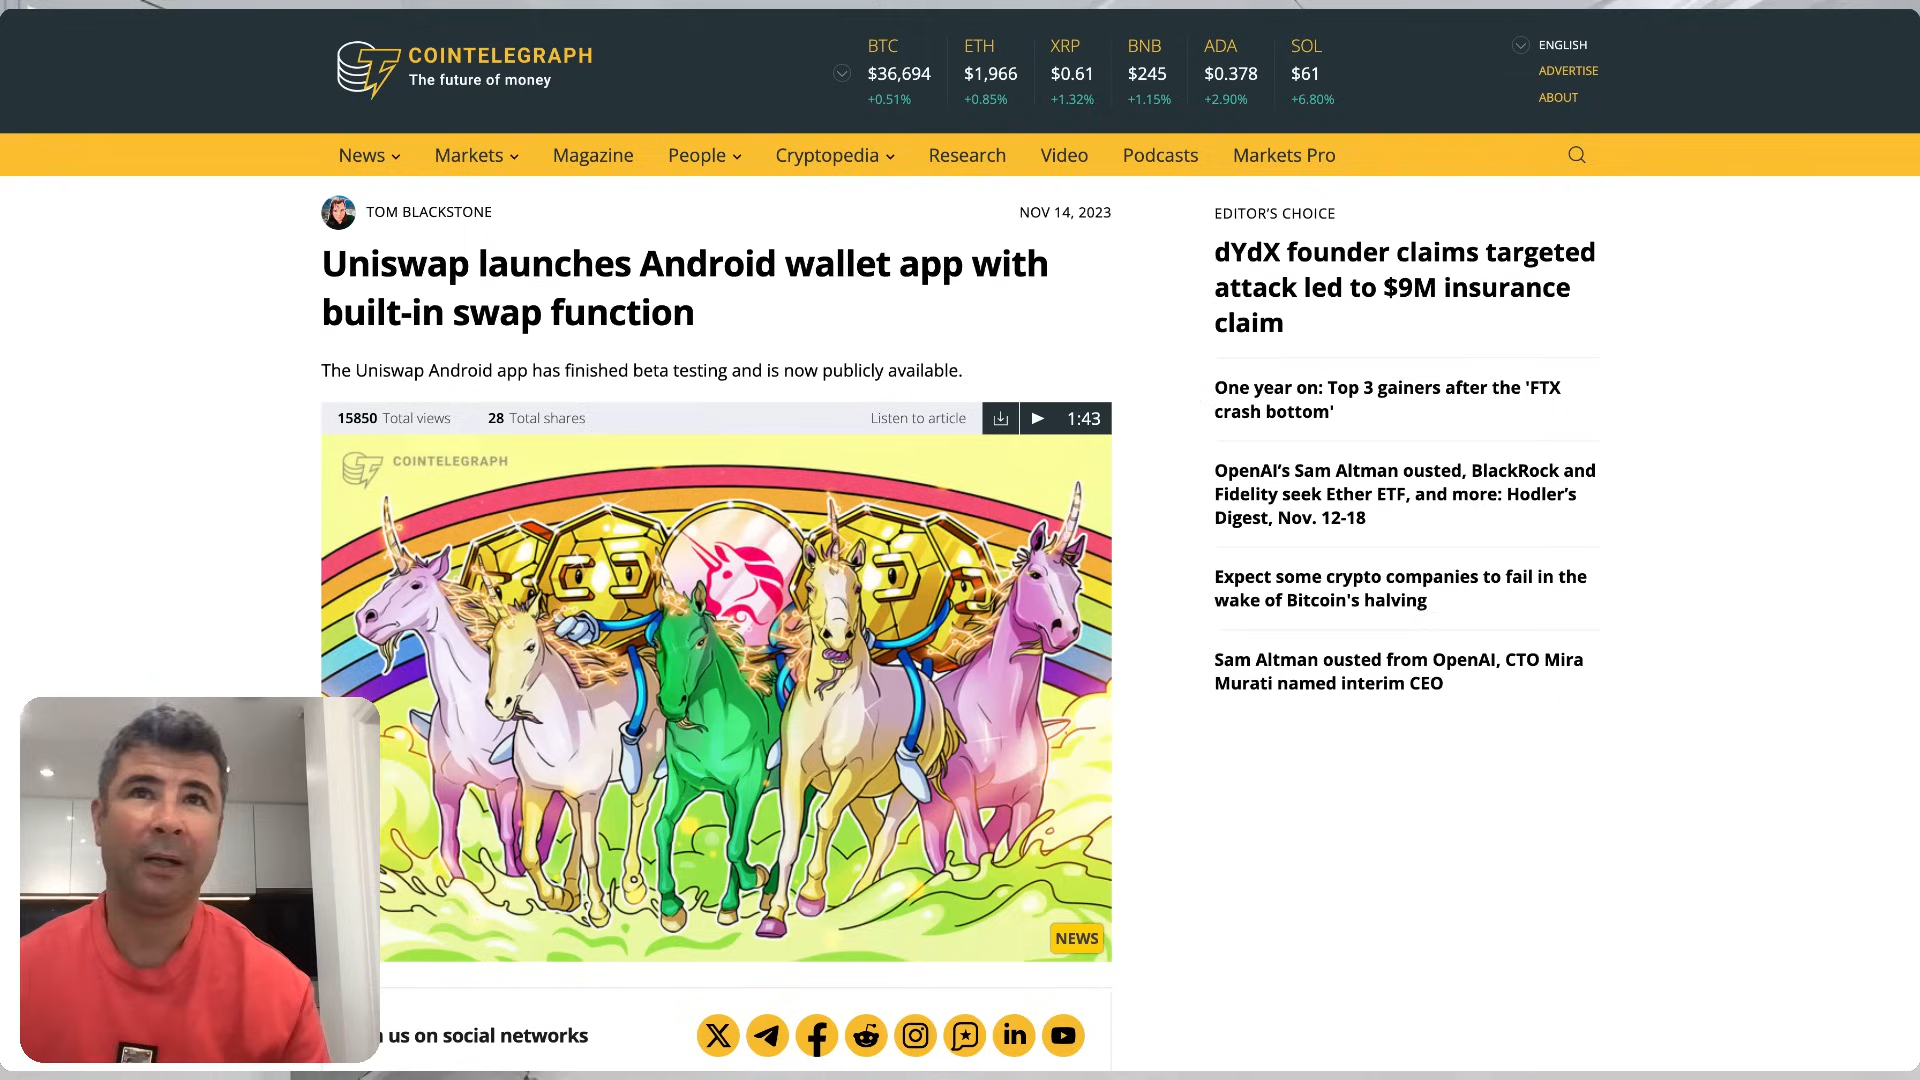 COINTELEGRAPH
The future of money
BTC
$36,694
+0.51%
ETH
$1,966
+0.85%
XRP
$0.61
+1.32%
BNB
$245
+1.15%
ADA
$0.378
+2.90%
SOL
$61
+6.80%
ENGLISH
ADVERTISE
ABOUT
News Markets Magazine People Cryptopedia Research Video Podcasts Markets Pro
TOM BLACKSTONE
NOV 14, 2023
Uniswap launches Android wallet app with
built-in swap function
The Uniswap Android app has finished beta testing and is now publicly available.
15850 Total views 28 Total shares Listen to article 1:43
COINTELEGRAPH
NEWS
us on social networks
EDITOR'S CHOICE
dYdX founder claims targeted
attack led to $9M insurance
claim
One year on: Top 3 gainers after the 'FTX
crash bottom'
OpenAI’s Sam Altman ousted, BlackRock and
Fidelity seek Ether ETF, and more: Hodler’s
Digest, Nov. 12-18
Expect some crypto companies to fail in the
wake of Bitcoin's halving
Sam Altman ousted from OpenAI, CTO Mira
Murati named interim CEO